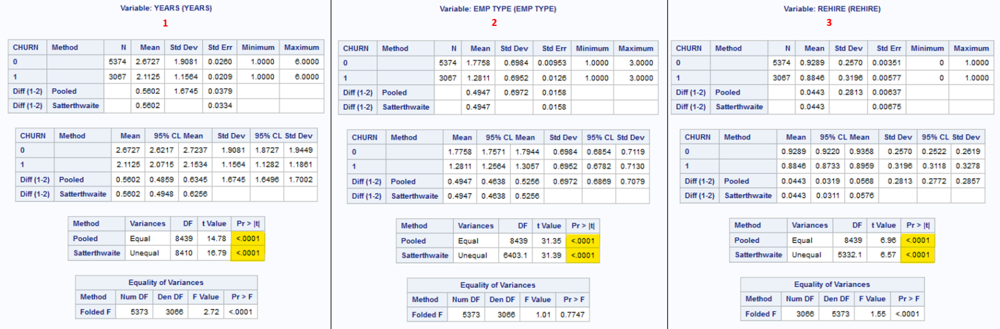 Variable: YEARS (YEARS)
1
CHURN Method N Mean Std Dev Std Err Minimum Maximum
0 5374 2.6727 1.9081 0.0260 1.0000 6.0000
1 3067 2.1125 1.1564 0.0209 1.0000 6.0000
Diff (1-2) Pooled 0.5602 1.6745 0.0379
Diff (1-2) Satterthwaite 0.5602 0.0334
CHURN Method Mean 95% CL Mean Std Dev 95% CL Std Dev
0 2.6727 2.6217 2.7237 1.9081 1.8727 1.9449
1 2.1125 2.0715 2.1534 1.1564 1.1282 1.1861
Diff (1-2) Pooled 0.5602 0.4859 0.6345 1.6745 1.6496 1.7002
Diff (1-2) Satterthwaite 0.5602 0.4948 0.6256
Method Variances DF t Value Pr > |t|
Pooled Equal 8439 14.78 <.0001
Satterthwaite Unequal 8410 16.79 <.0001
Equality of Variances
Method Num DF Den DF F Value Pr > F
Folded F 5373 3066 2.72 <.0001
Variable: EMP TYPE (EMP TYPE)
2
CHURN Method N Mean Std Dev Std Err Minimum Maximum
0 5374 1.7758 0.6984 0.00953 1.0000 3.0000
1 3067 1.2811 0.6952 0.0126 1.0000 3.0000
Diff (1-2) Pooled 0.4947 0.6972 0.0158
Diff (1-2) Satterthwaite 0.4947 0.0158
CHURN Method Mean 95% CL Mean Std Dev 95% CL Std Dev
0 1.7758 1.7571 1.7944 0.6984 0.6854 0.7119
1 1.2811 1.2564 1.3057 0.6952 0.6782 0.7130
Diff (1-2) Pooled 0.4947 0.4638 0.5256 0.6972 0.6869 0.7079
Diff (1-2) Satterthwaite 0.4947 0.4638 0.5256
Method Variances DF t Value Pr > |t|
Pooled Equal 8439 31.35 <.0001
Satterthwaite Unequal 6403.1 31.39 <.0001
Equality of Variances
Method Num DF Den DF F Value Pr > F
Folded F 5373 3066 1.01 0.7747
Variable: REHIRE (REHIRE)
3
CHURN Method N Mean Std Dev Std Err Minimum Maximum
0 5374 0.9289 0.2570 0.00351 0 1.0000
1 3067 0.8846 0.3196 0.00577 0 1.0000
Diff (1-2) Pooled 0.0443 0.2813 0.00637
Diff (1-2) Satterthwaite 0.0443 0.00675
CHURN Method Mean 95% CL Mean Std Dev 95% CL Std Dev
0 0.9289 0.9220 0.9358 0.2570 0.2522 0.2619
1 0.8846 0.8733 0.8959 0.3196 0.3118 0.3278
Diff (1-2) Pooled 0.0443 0.0319 0.0568 0.2813 0.2772 0.2857
Diff (1-2) Satterthwaite 0.0443 0.0311 0.0576
Method Variances DF t Value Pr > |t|
Pooled Equal 8439 6.96 <.0001
Satterthwaite Unequal 5332.1 6.57 <.0001
Equality of Variances
Method Num DF Den DF F Value Pr > F
Folded F 3066 5373 1.55 <.0001